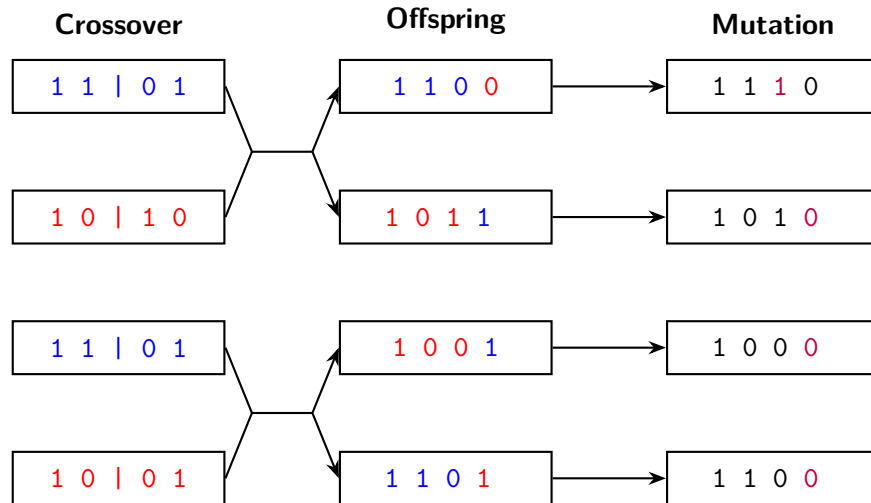 Crossover Offspring Mutation
1 1 | 0 1 1 1 0 0 1 1 1 0
1 0 | 1 0 1 0 1 1 1 0 1 0
1 1 | 0 1 1 0 0 1 1 0 0 0
1 0 | 0 1 1 1 0 1 1 1 0 0